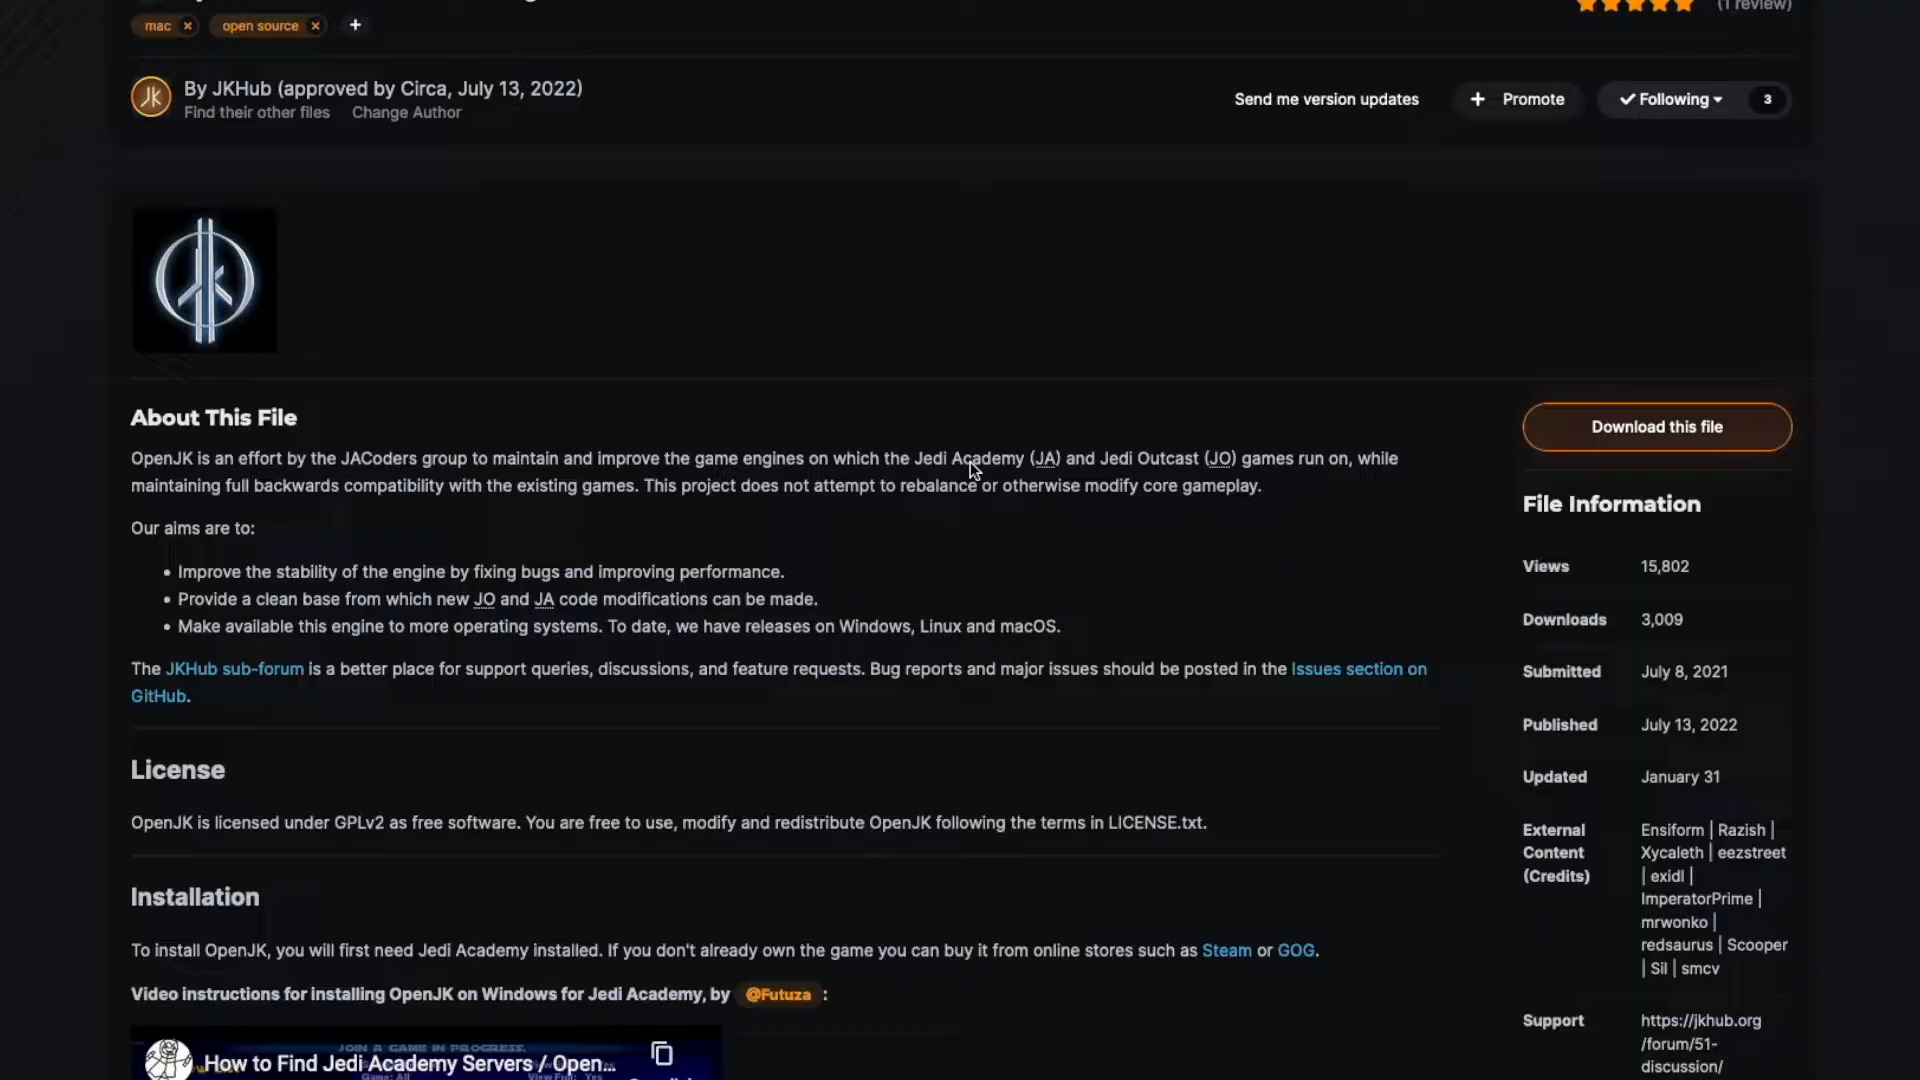 mac × open source × +
(1 review)
By JKHub (approved by Circa, July 13, 2022)
Find their other files Change Author
Send me version updates + Promote Following 3
About This File
OpenJK is an effort by the JACoders group to maintain and improve the game engines on which the Jedi Academy (JA) and Jedi Outcast (JO) games run on, while
maintaining full backwards compatibility with the existing games. This project does not attempt to rebalance or otherwise modify core gameplay.
Our aims are to:
• Improve the stability of the engine by fixing bugs and improving performance.
• Provide a clean base from which new JO and JA code modifications can be made.
• Make available this engine to more operating systems. To date, we have releases on Windows, Linux and macOS.
The JKHub sub-forum is a better place for support queries, discussions, and feature requests. Bug reports and major issues should be posted in the Issues section on
GitHub.
License
OpenJK is licensed under GPLv2 as free software. You are free to use, modify and redistribute OpenJK following the terms in LICENSE.txt.
Installation
To install OpenJK, you will first need Jedi Academy installed. If you don't already own the game you can buy it from online stores such as Steam or GOG.
Video instructions for installing OpenJK on Windows for Jedi Academy, by @Futuza :
JOIN A GAME IN PROGRESS.
How to Find Jedi Academy Servers / Open...
Game: All
View Full: Yes
Download this file
File Information
Views 15,802
Downloads 3,009
Submitted July 8, 2021
Published July 13, 2022
Updated January 31
External Ensiform | Razish |
Content Xycaleth | eezstreet
(Credits) | exidl |
ImperatorPrime |
mrwonko |
redsaurus | Scooper
| Sil | smcv
Support https://jkhub.org
/forum/51-
discussion/